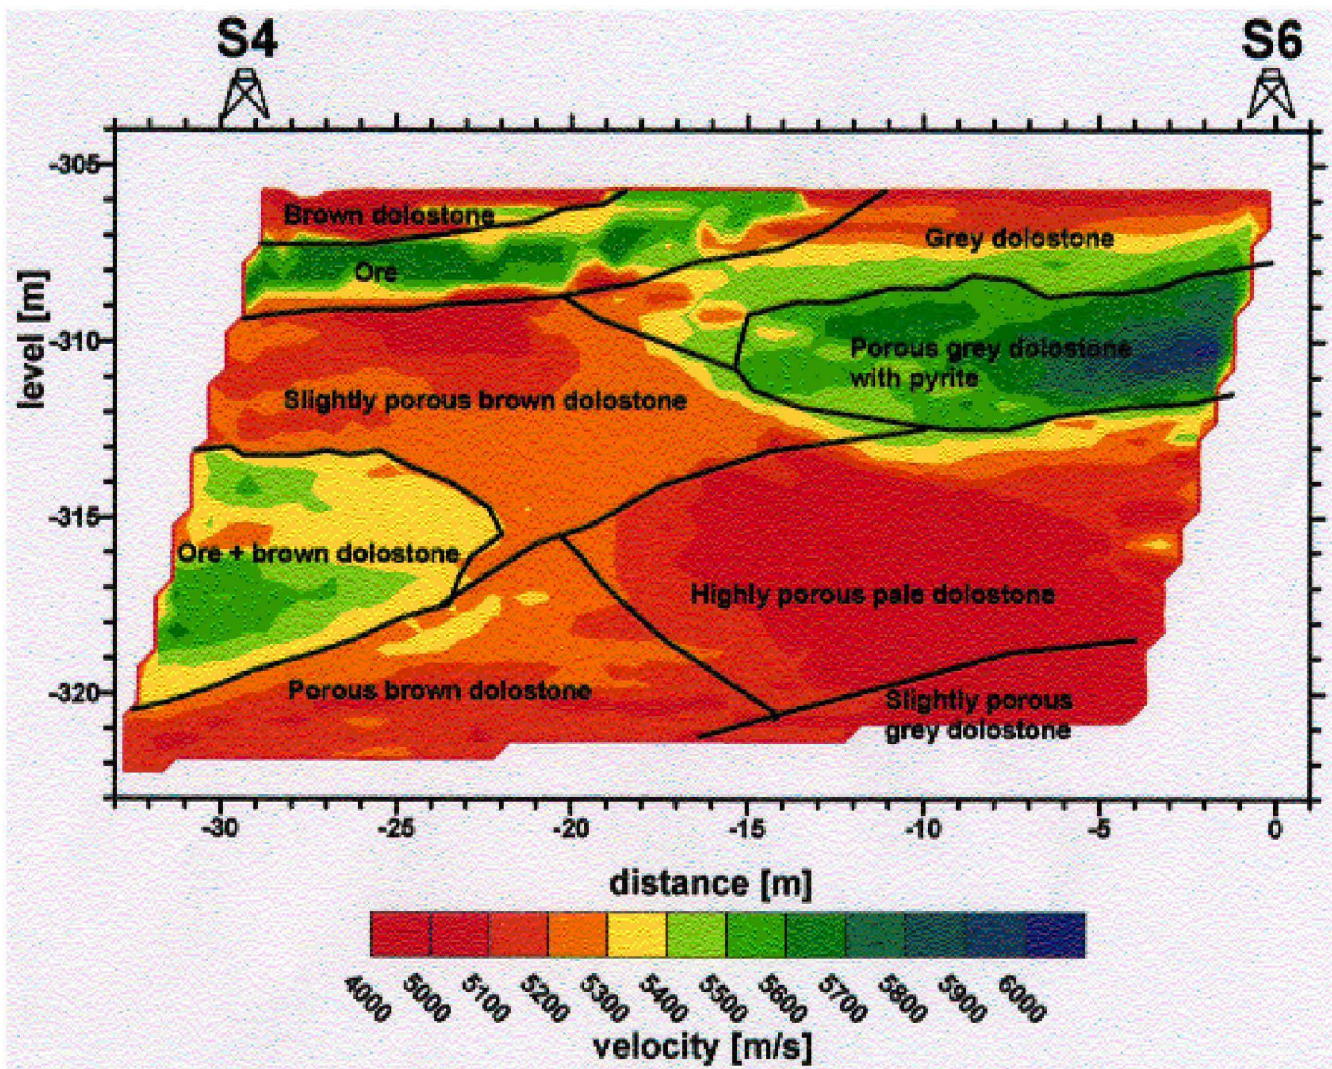 S4
S6
-305
-310
-315
-320
level [m]
Brown dolostone
Ore
Grey dolostone
Porous grey dolostone
with pyrite
Slightly porous brown dolostone
Ore + brown dolostone
Highly porous pale dolostone
Porous brown dolostone
Slightly porous
grey dolostone
-30 -25 -20 -15 -10 -5 0
distance [m]
4000 5000 5100 5200 5300 5400 5500 5600 5700 5800 5900 6000
velocity [m/s]